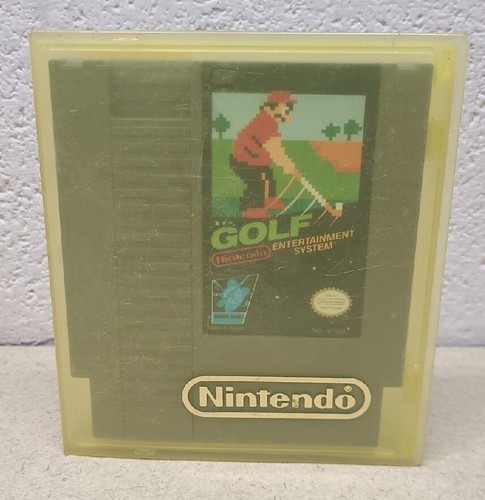 GOLF
Nintendo
ENTERTAINMENT
SYSTEM
Nintendo®